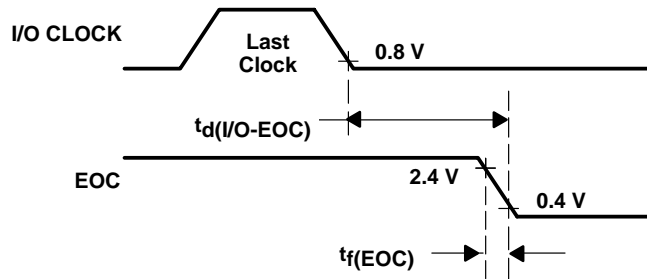 I/O CLOCK
Last
Clock
0.8 V
td(I/O-EOC)
EOC
2.4 V
0.4 V
tf(EOC)